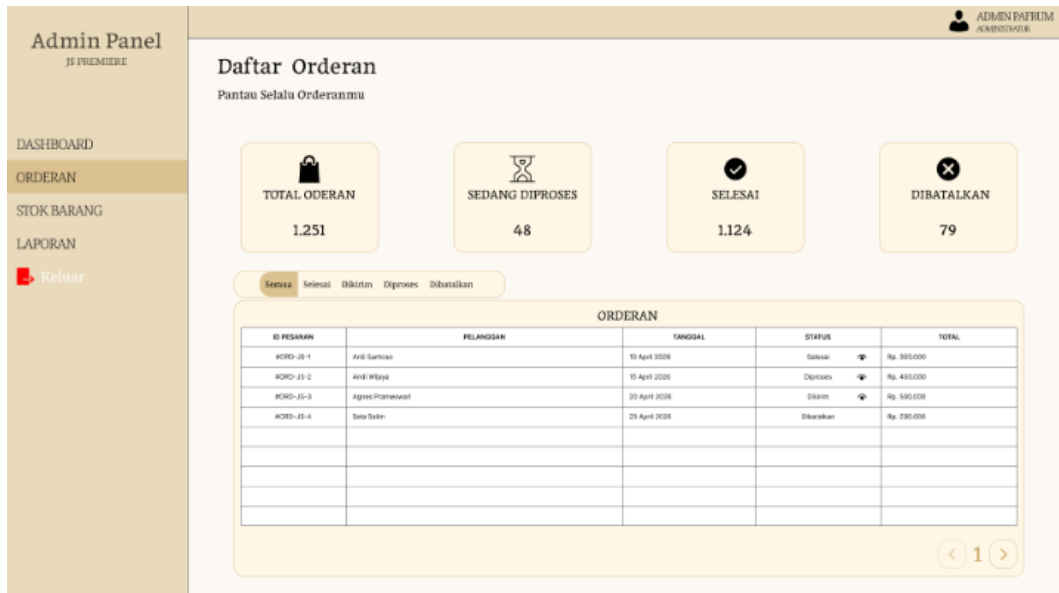 ADMIN PAFRUM
ADMINISTRATOR
Admin Panel
JS PREMIERE
DASHBOARD
ORDERAN
STOK BARANG
LAPORAN
Keluar
Daftar Orderan
Pantau Selalu Orderanmu
TOTAL ODERAN
1.251
SEDANG DIPROSES
48
SELESAI
1.124
DIBATALKAN
79
Semua Selesai Dikirim Diproses Dibatalkan
ORDERAN
ID PESANAN PELANGGAN TANGGAL STATUS TOTAL
#ORD-JS-1 Ardi Santoso 10 April 2026 Selesai Rp. 300.000
#ORD-JS-2 Andi Wijaya 15 April 2026 Diproses Rp. 400.000
#ORD-JS-3 Agnes Prameswari 20 April 2026 Dikirim Rp. 500.000
#ORD-JS-4 Salim 25 April 2026 Dibatalkan Rp. 200.000
1